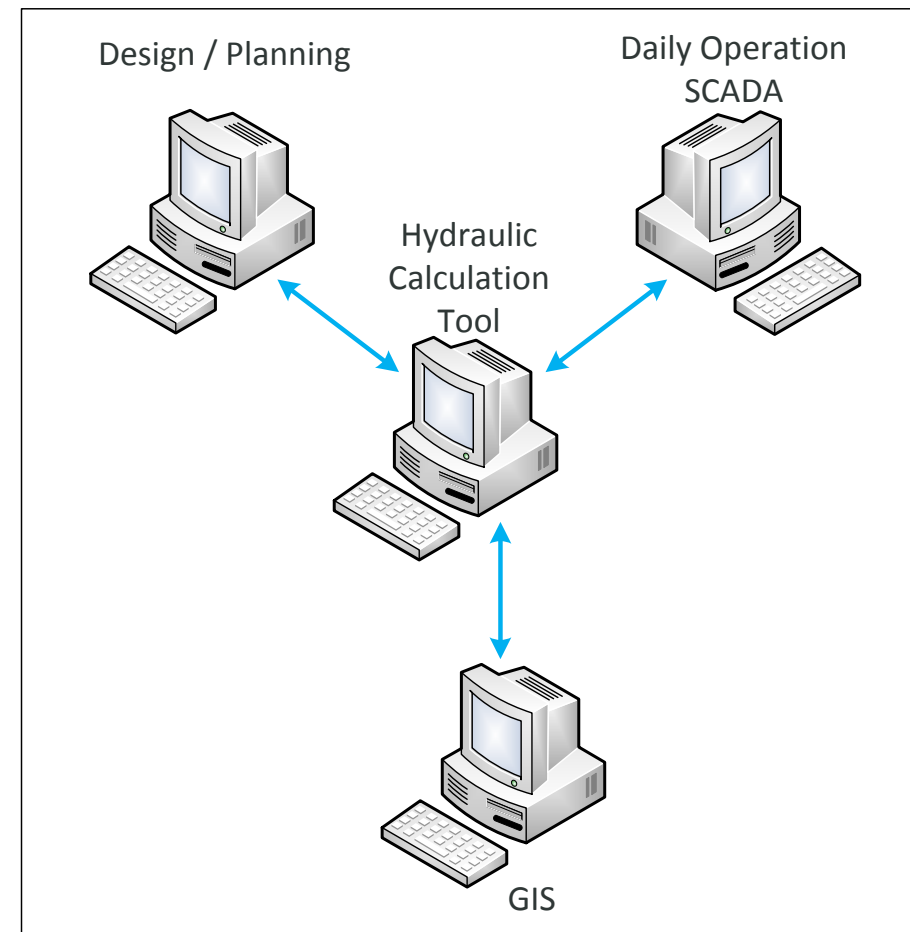 Design / Planning
Daily Operation
SCADA
Hydraulic
Calculation
Tool
GIS